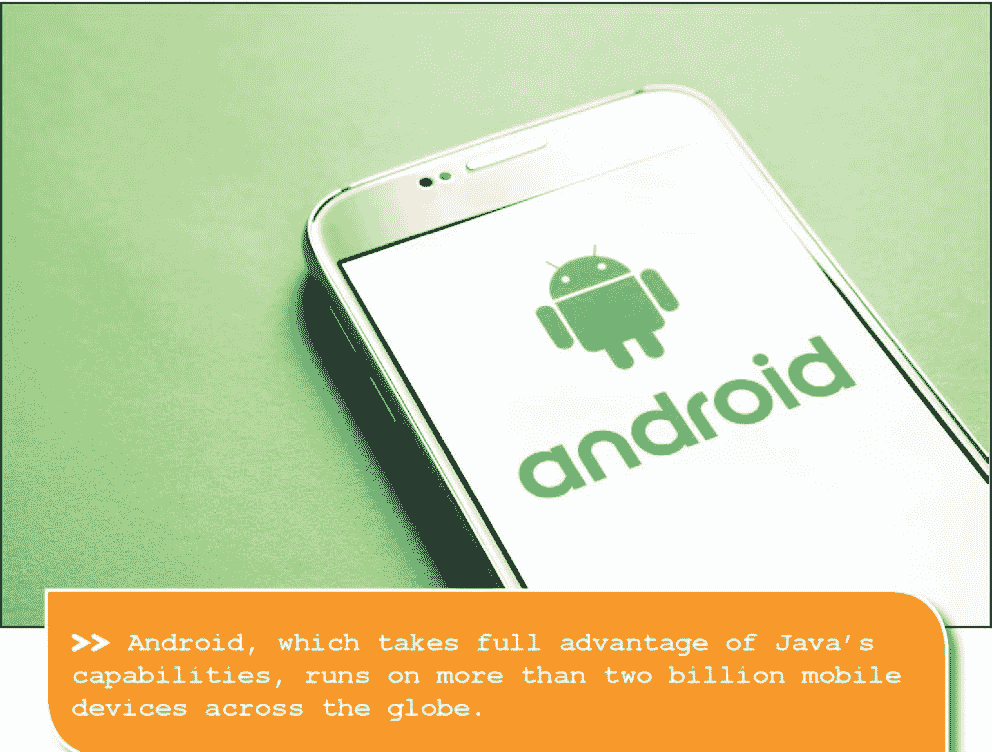 android
>> Android, which takes full advantage of Java’s
capabilities, runs on more than two billion mobile
devices across the globe.